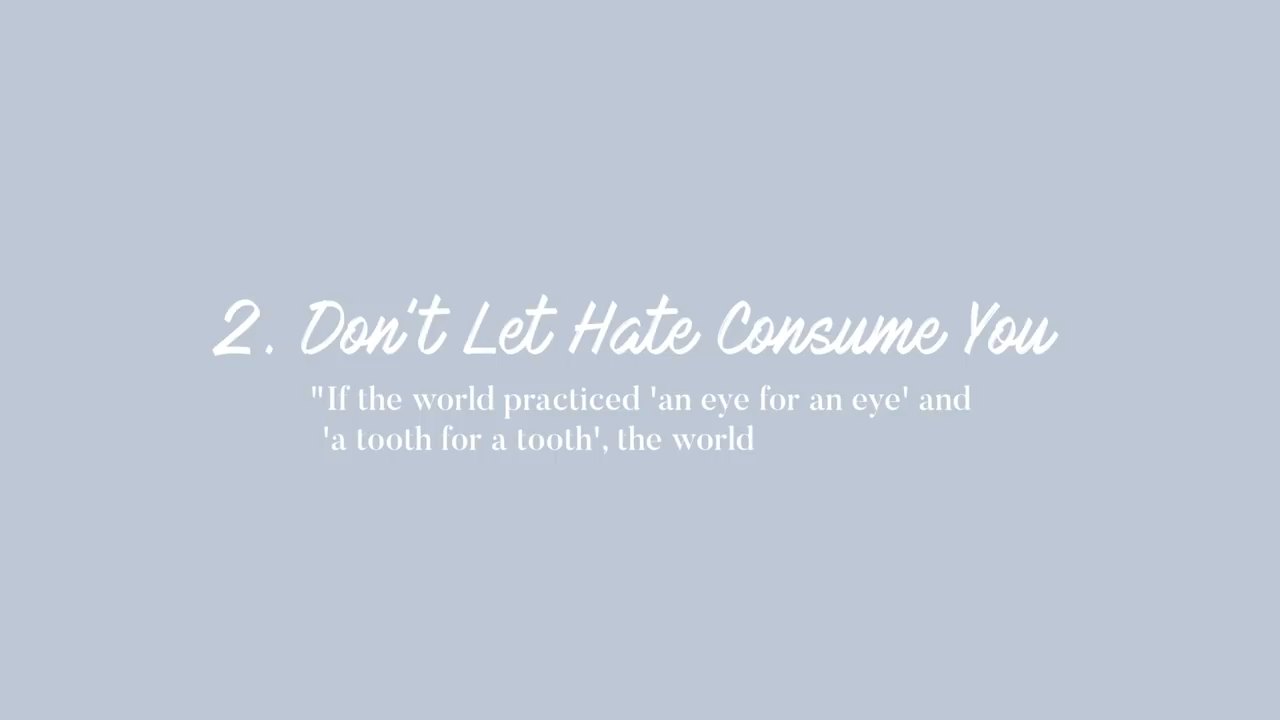 2. Don't Let Hate Consume You
"If the world practiced 'an eye for an eye' and
'a tooth for a tooth', the world